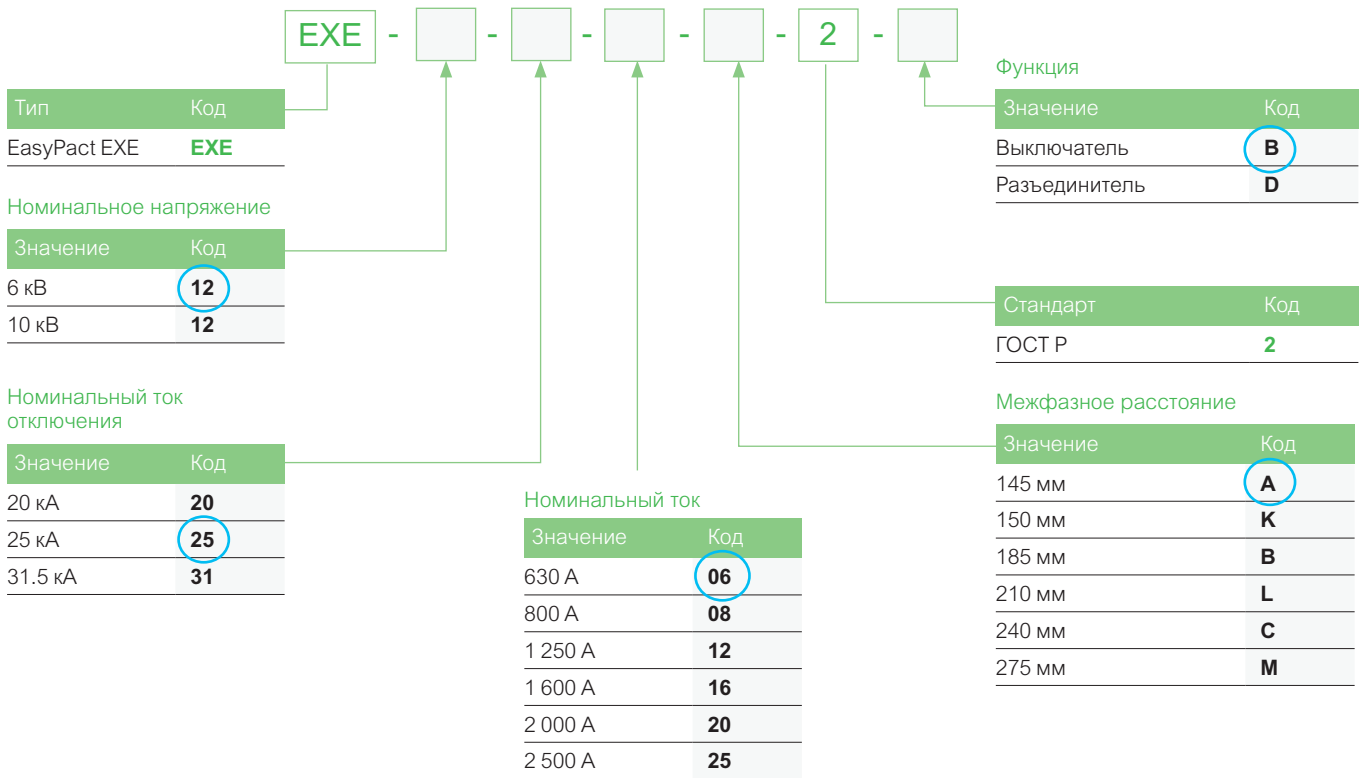 EXE - - - - - 2 -
Тип Код
EasyPact EXE EXE
Номинальное напряжение
Значение Код
6 кВ 12
10 кВ 12
Номинальный ток
отключения
Значение Код
20 кА 20
25 кА 25
31.5 кА 31
Номинальный ток
Значение Код
630 А 06
800 А 08
1 250 А 12
1 600 А 16
2 000 А 20
2 500 А 25
Функция
Значение Код
Выключатель B
Разъединитель D
Стандарт Код
ГОСТ Р 2
Межфазное расстояние
Значение Код
145 мм A
150 мм K
185 мм B
210 мм L
240 мм C
275 мм M